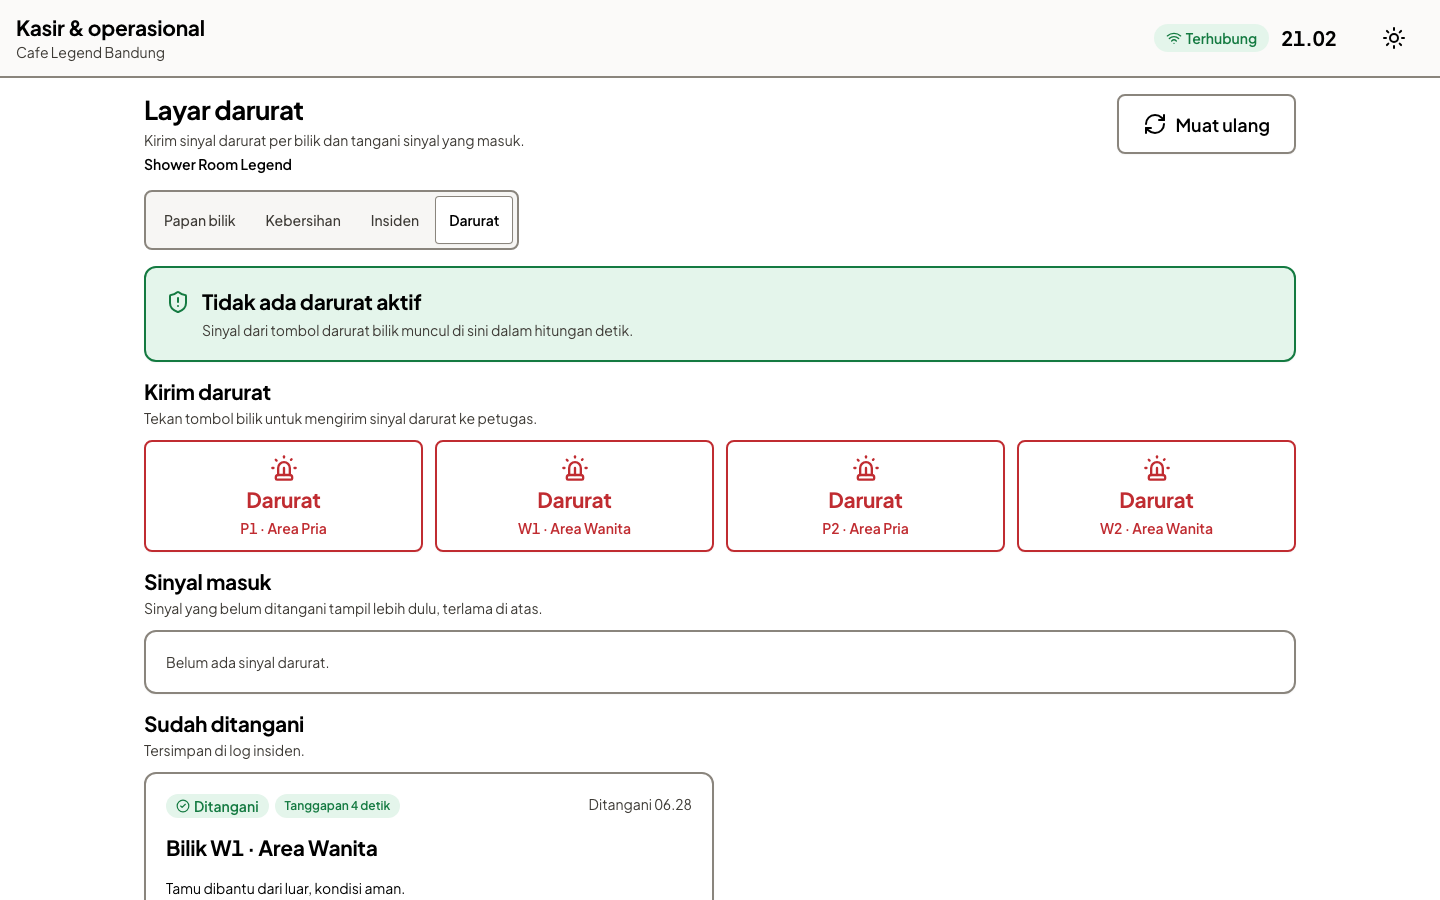 Kasir & operasional
Cafe Legend Bandung
Terhubung
21.02
Layar darurat
Kirim sinyal darurat per bilik dan tangani sinyal yang masuk.
Shower Room Legend
Muat ulang
Papan bilik
Kebersihan
Insiden
Darurat
Tidak ada darurat aktif
Sinyal dari tombol darurat bilik muncul di sini dalam hitungan detik.
Kirim darurat
Tekan tombol bilik untuk mengirim sinyal darurat ke petugas.
Darurat
P1 · Area Pria
Darurat
W1 · Area Wanita
Darurat
P2 · Area Pria
Darurat
W2 · Area Wanita
Sinyal masuk
Sinyal yang belum ditangani tampil lebih dulu, terlama di atas.
Belum ada sinyal darurat.
Sudah ditangani
Tersimpan di log insiden.
Ditangani
Tanggapan 4 detik
Ditangani 06.28
Bilik W1 · Area Wanita
Tamu dibantu dari luar, kondisi aman.